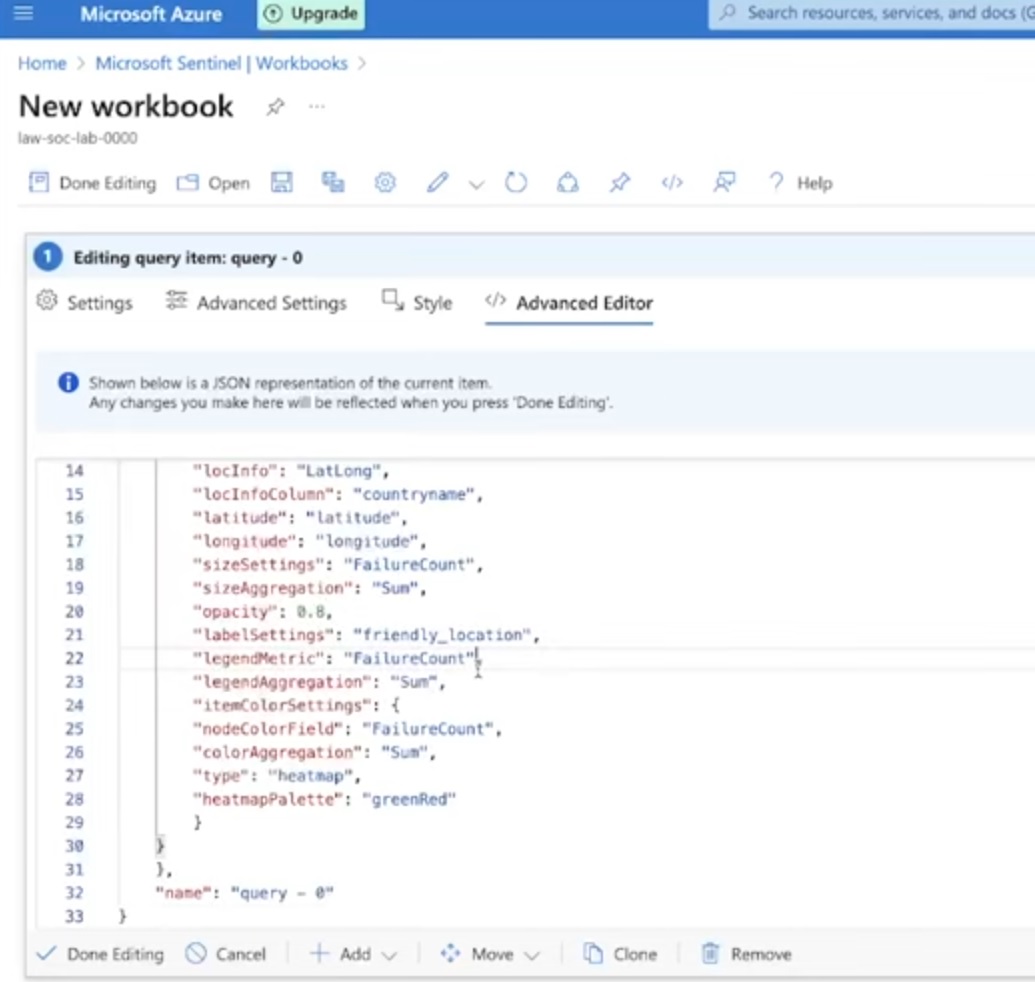 Microsoft Azure
Upgrade
Search resources, services, and docs (G
Home > Microsoft Sentinel | Workbooks >
New workbook
law-soc-lab-0000
Done Editing Open </> ? Help
1 Editing query item: query - 0
Settings Advanced Settings Style </> Advanced Editor
Shown below is a JSON representation of the current item.
Any changes you make here will be reflected when you press 'Done Editing'.
14 "locInfo": "LatLong",
15 "locInfoColumn": "countryname",
16 "latitude": "latitude",
17 "longitude": "longitude",
18 "sizeSettings": "FailureCount",
19 "sizeAggregation": "Sum",
20 "opacity": 0.8,
21 "labelSettings": "friendly_location",
22 "legendMetric": "FailureCount",
23 "legendAggregation": "Sum",
24 "itemColorSettings": {
25 "nodeColorField": "FailureCount",
26 "colorAggregation": "Sum",
27 "type": "heatmap",
28 "heatmapPalette": "greenRed"
29 }
30 }
31 },
32 "name": "query - 0"
33 }
Done Editing Cancel Add Move Clone Remove